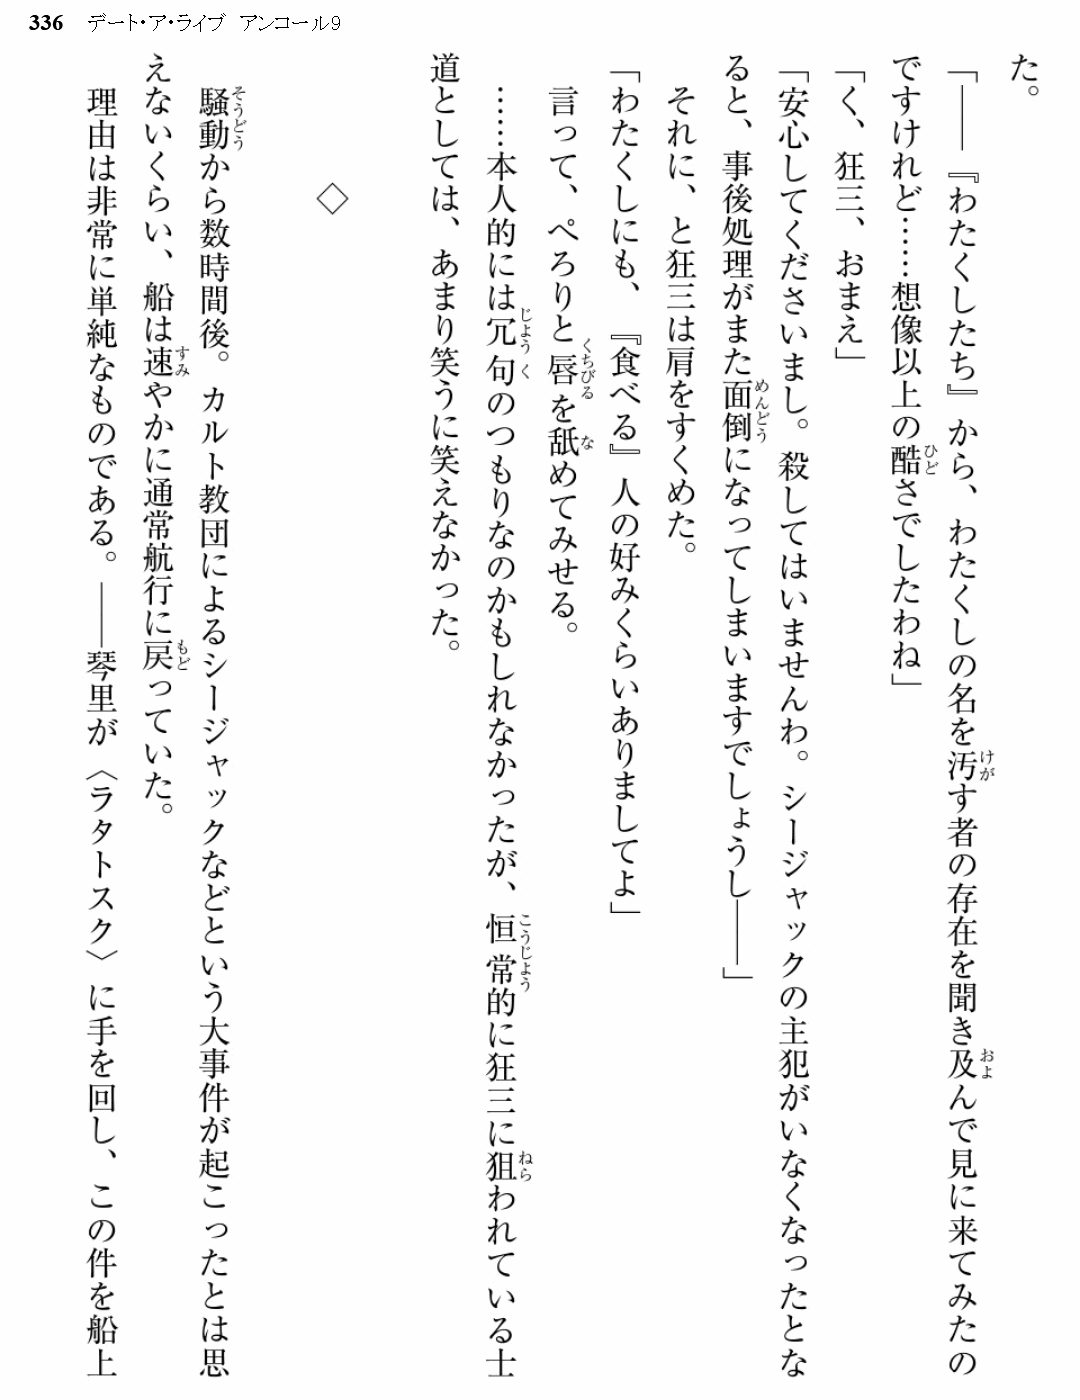 336 デート・ア・ライブ アンコール9
た。
「――『わたくしたち』から、わたくしの名を汚す者の存在を聞き及んで見に来てみたの
ですけれど……想像以上の酷さでしたわね」
「く、狂三、おまえ」
「安心してくださいまし。殺してはいませんわ。シージャックの主犯がいなくなったとな
ると、事後処理がまた面倒になってしまいますでしょうし――」
それに、と狂三は肩をすくめた。
「わたくしにも、『食べる』人の好みくらいありましてよ」
言って、ぺろりと唇を舐めてみせる。
……本人的には冗句のつもりなのかもしれなかったが、恒常的に狂三に狙われている士
道としては、あまり笑うに笑えなかった。
◇
騒動から数時間後。カルト教団によるシージャックなどという大事件が起こったとは思
えないくらい、船は速やかに通常航行に戻っていた。
理由は非常に単純なものである。――琴里が〈ラタトスク〉に手を回し、この件を船上